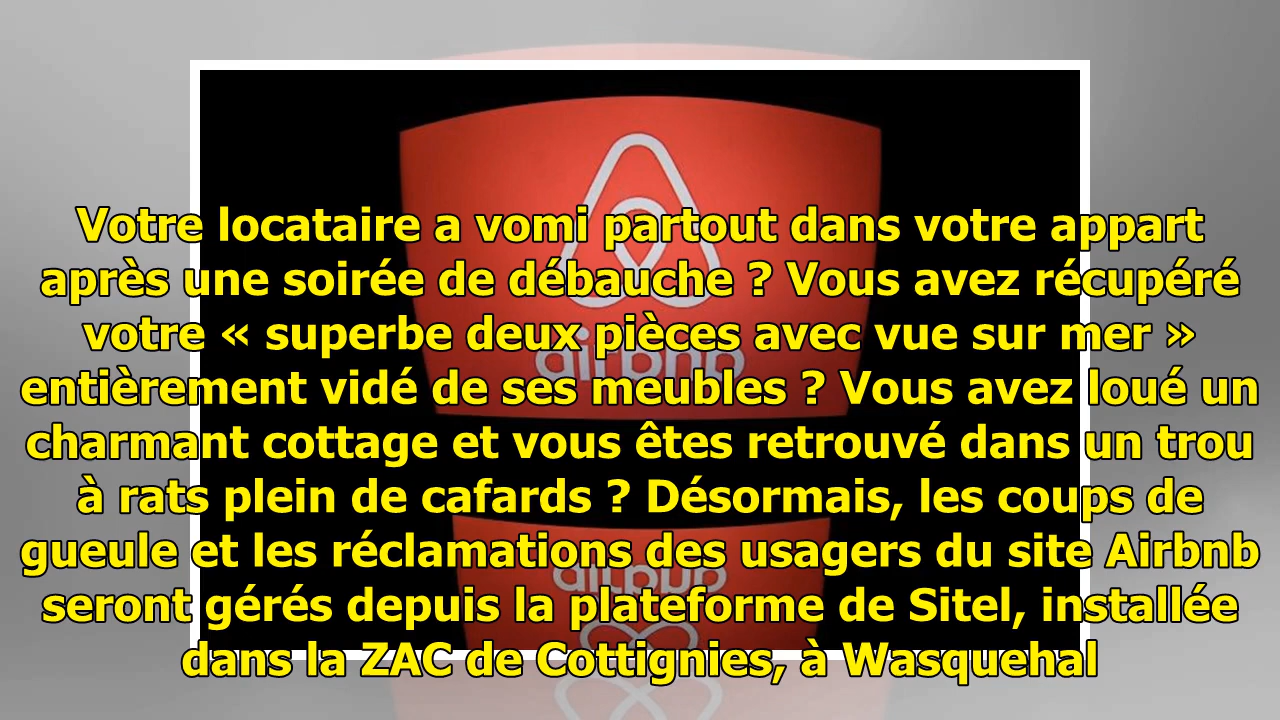 Votre locataire a vomi partout dans votre appart
après une soirée de débauche ? Vous avez récupéré
votre « superbe deux pièces avec vue sur mer »
airbnb
entièrement vidé de ses meubles ? Vous avez loué un
charmant cottage et vous êtes retrouvé dans un trou
à rats plein de cafards ? Désormais, les coups de
gueule et les réclamations des usagers du site Airbnb
airbnb
seront gérés depuis la plateforme de Sitel, installée
dans la ZAC de Cottignies, à Wasquehal